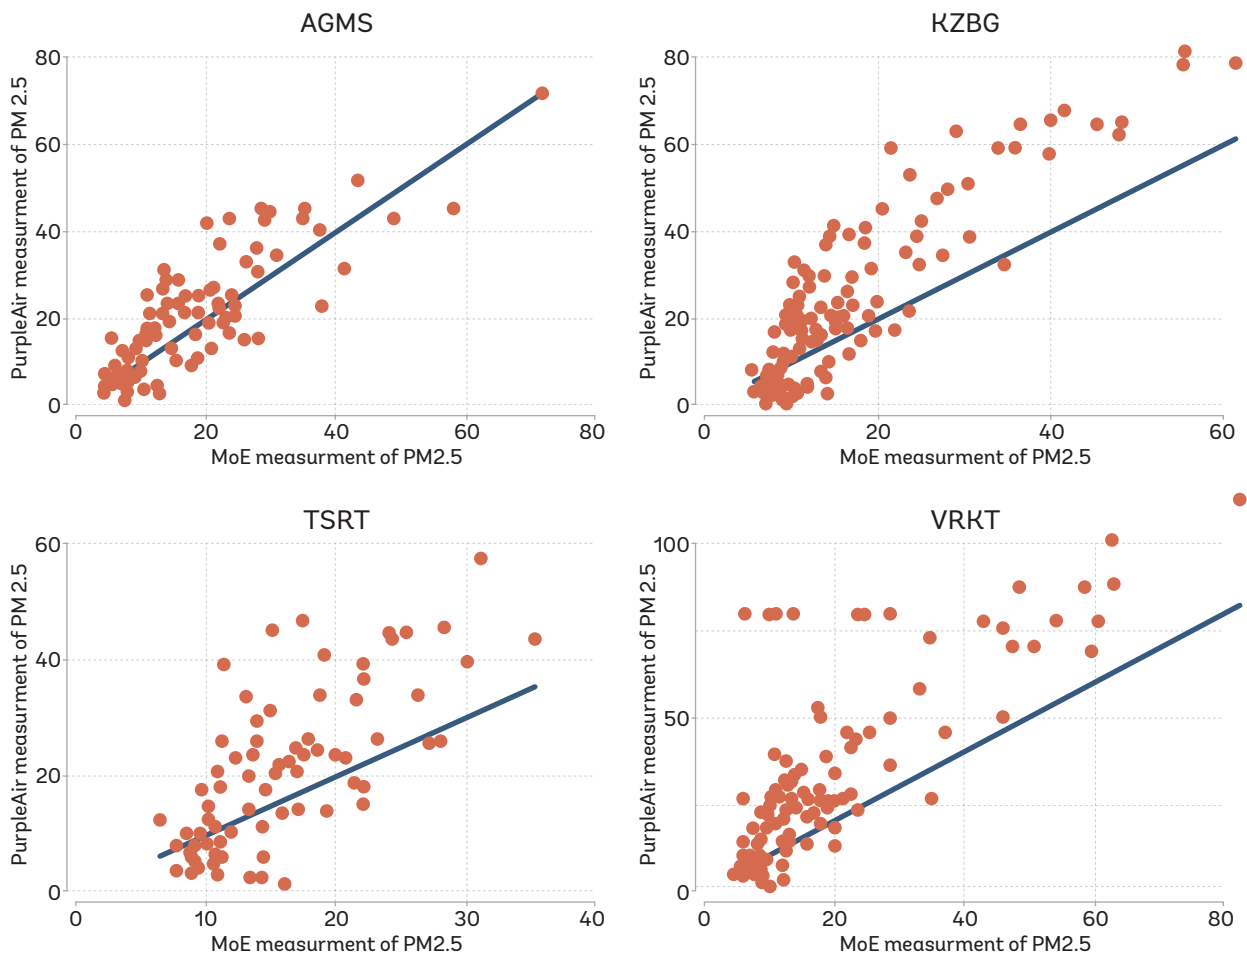 AGMS
80
60
40
20
0
PurpleAir measurment of PM 2.5
0 20 40 60 80
MoE measurment of PM2.5
KZBG
80
60
40
20
0
PurpleAir measurment of PM 2.5
0 20 40 60
MoE measurment of PM2.5
TSRT
60
40
20
0
PurpleAir measurment of PM 2.5
0 10 20 30 40
MoE measurment of PM2.5
VRKT
100
50
0
PurpleAir measurment of PM 2.5
0 20 40 60 80
MoE measurment of PM2.5